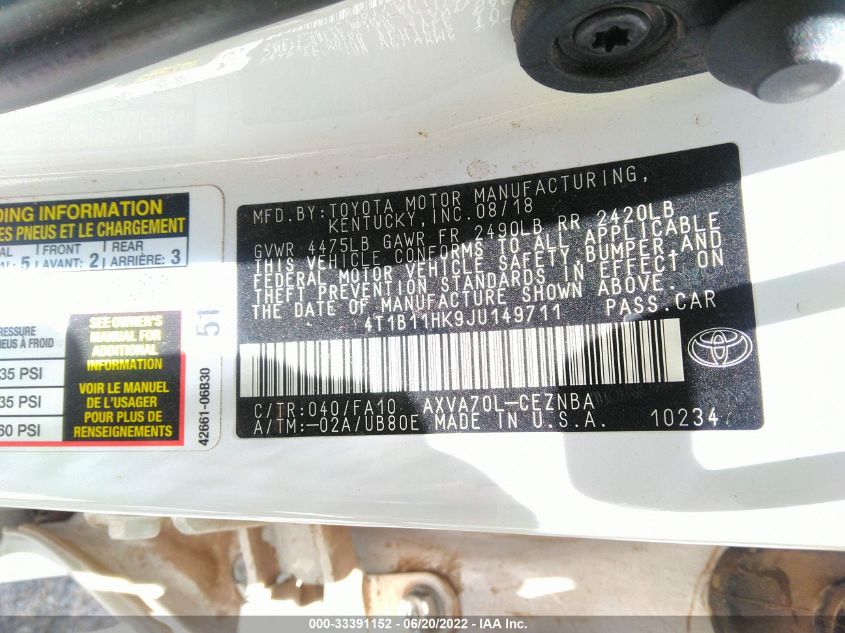 DING INFORMATION
ES PNEUS ET LE CHARGEMENT
AL FRONT REAR
AL: 5 AVANT: 2 ARRIÈRE: 3
RESSURE
NEUS À FROID
35 PSI
35 PSI
60 PSI
SEE OWNER'S
MANUAL FOR
ADDITIONAL
INFORMATION
VOIR LE MANUEL
DE L'USAGER
POUR PLUS DE
RENSEIGNEMENTS
51
42661-06B30
MFD.BY:TOYOTA MOTOR MANUFACTURING,
KENTUCKY, INC.08/18
GVWR 4475LB GAWR FR 2490LB RR 2420LB
THIS VEHICLE CONFORMS TO ALL APPLICABLE
FEDERAL MOTOR VEHICLE SAFETY,BUMPER,AND
THEFT PREVENTION STANDARDS IN EFFECT ON
THE DATE OF MANUFACTURE SHOWN ABOVE.
4T1B11HK9JU149711 PASS.CAR
C/TR:040/FA10 AXVA70L-CEZNBA
A/TM:-02A/UB80E MADE IN U.S.A. 10234
000-33391152 - 06/20/2022 - IAA Inc.